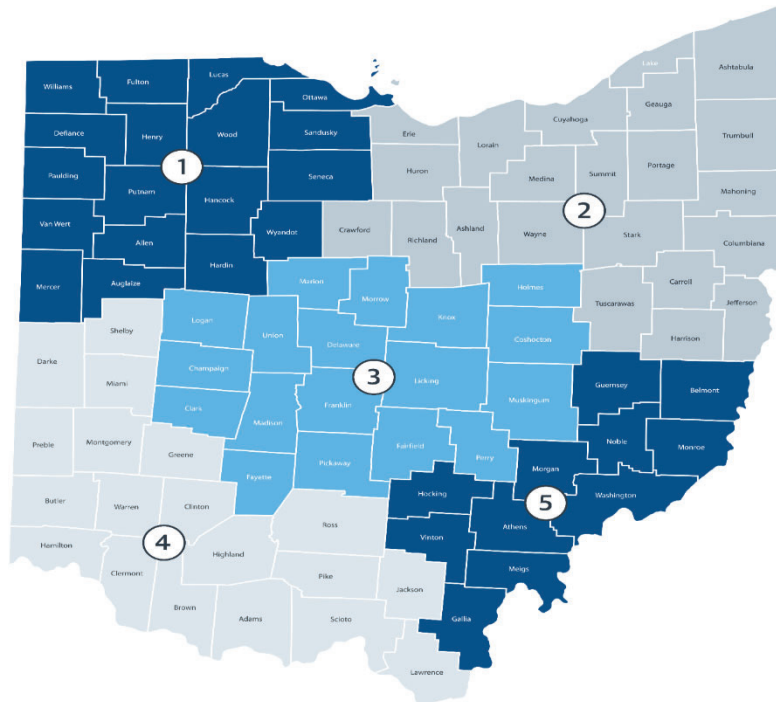 Lake
Ashtabula
Williams
Fulton
Lucas
Ottawa
Geauga
Cuyahoga
Erie
Lorain
Trumbull
Defiance
Henry
Wood
Sandusky
Huron
Medina
Summit
Portage
1
Paulding
Seneca
Mahoning
Putnam
Hancock
2
Van Wert
Allen
Wyandot
Crawford
Richland
Ashland
Wayne
Stark
Columbiana
Mercer
Auglaize
Hardin
Marion
Morrow
Holmes
Carroll
Tuscarawas
Jefferson
Logan
Knox
Shelby
Union
Delaware
Coshocton
Harrison
Darke
Champaign
3
Miami
Licking
Guernsey
Belmont
Franklin
Muskingum
Clark
Madison
Preble
Montgomery
Greene
Fairfield
Perry
Noble
Monroe
Pickaway
Morgan
Fayette
Hocking
Washington
Butler
Warren
Clinton
5
Ross
Athens
4
Vinton
Hamilton
Highland
Meigs
Clermont
Pike
Jackson
Brown
Adams
Scioto
Gallia
Lawrence